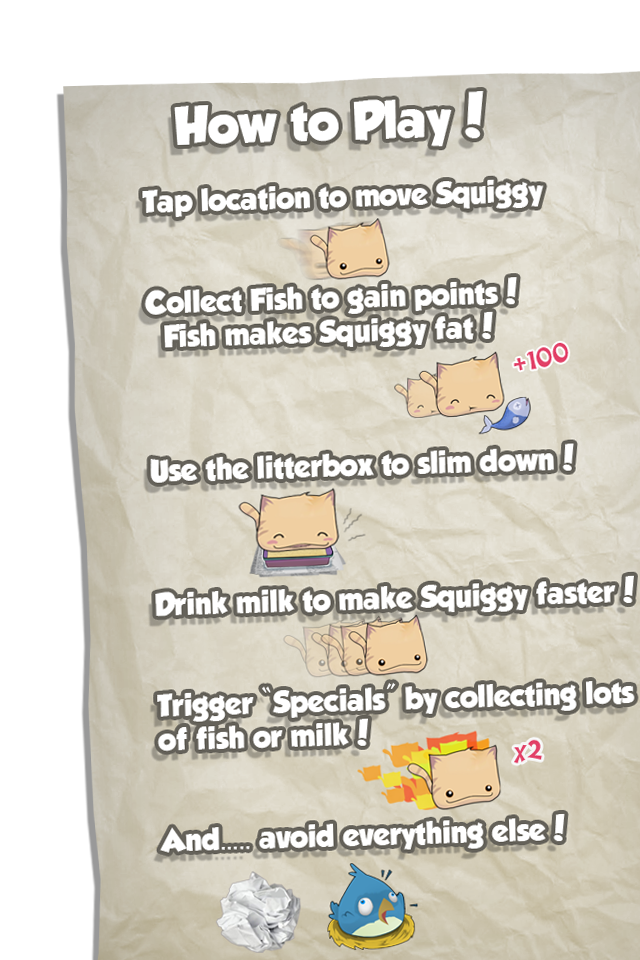 How to Play!
Tap location to move Squiggy
Collect Fish to gain points!
Fish makes Squiggy fat!
+100
Use the litterbox to slim down!
Drink milk to make Squiggy faster!
Trigger "Specials" by collecting lots
of fish or milk!
x2
And..... avoid everything else!